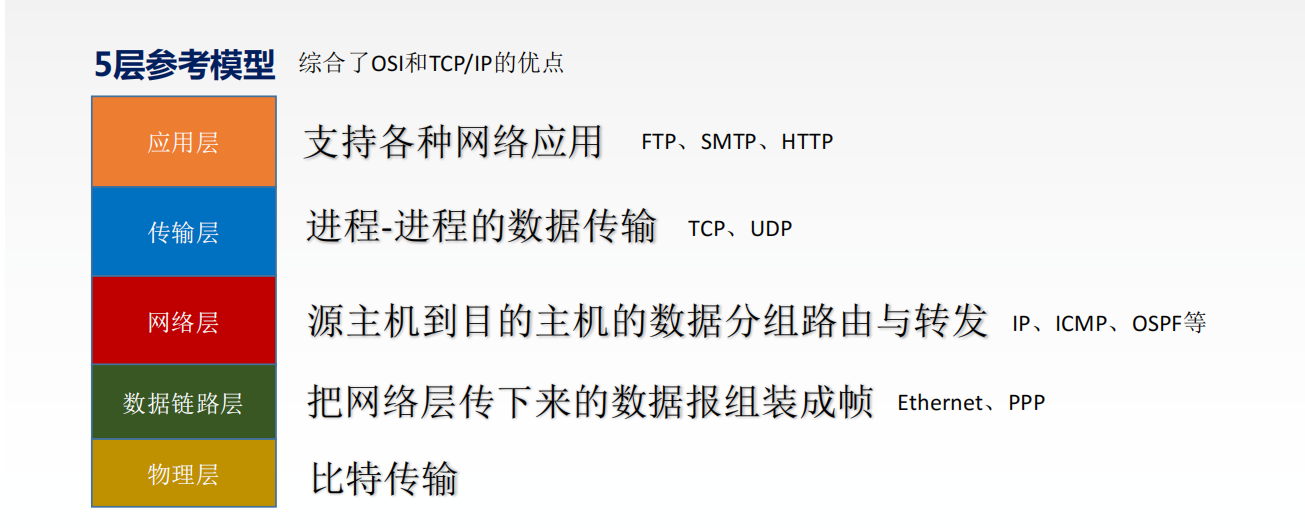 5层参考模型 综合了OSI和TCP/IP的优点
应用层 支持各种网络应用 FTP、SMTP、HTTP
传输层 进程-进程的数据传输 TCP、UDP
网络层 源主机到目的主机的数据分组路由与转发 IP、ICMP、OSPF等
数据链路层 把网络层传下来的数据报组装成帧 Ethernet、PPP
物理层 比特传输